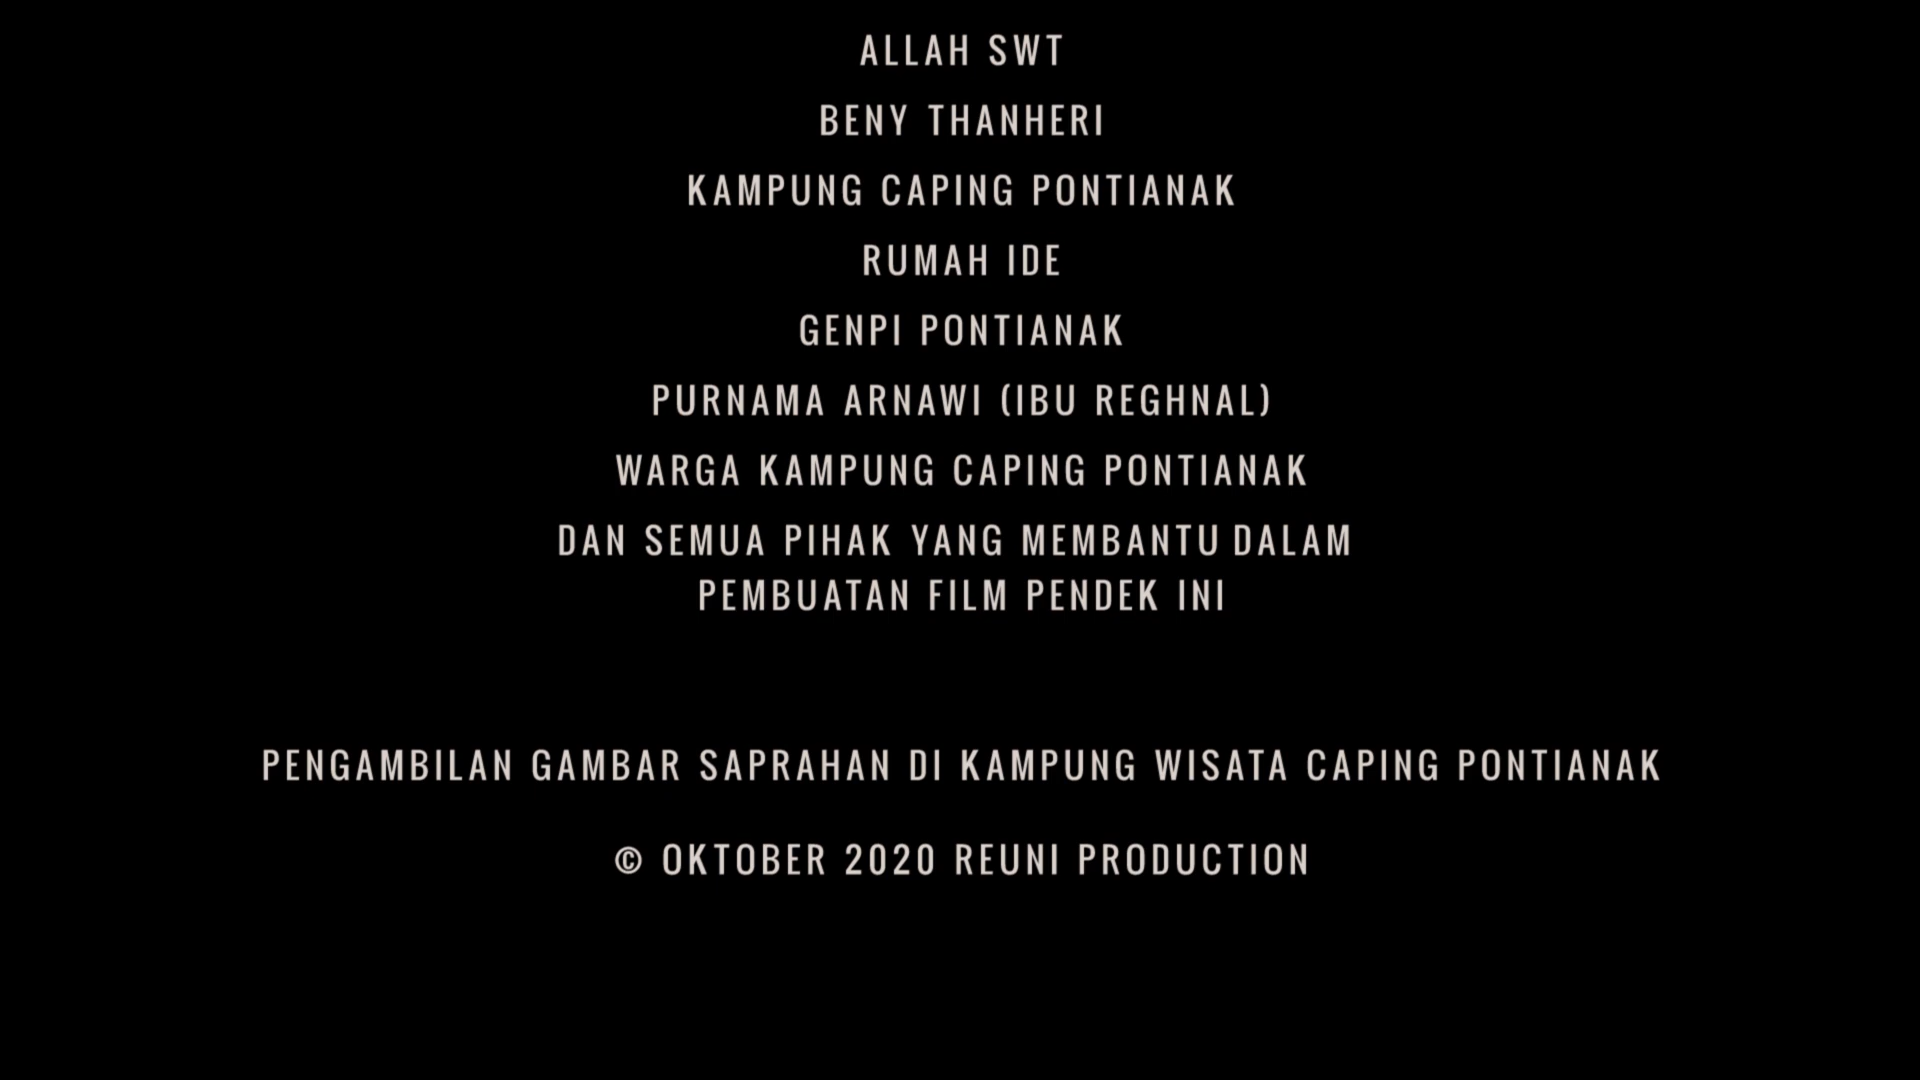 ALLAH SWT
BENY THANHERI
KAMPUNG CAPING PONTIANAK
RUMAH IDE
GENPI PONTIANAK
PURNAMA ARNAWI (IBU REGHNAL)
WARGA KAMPUNG CAPING PONTIANAK
DAN SEMUA PIHAK YANG MEMBANTU DALAM
PEMBUATAN FILM PENDEK INI
PENGAMBILAN GAMBAR SAPRAHAN DI KAMPUNG WISATA CAPING PONTIANAK
© OKTOBER 2020 REUNI PRODUCTION